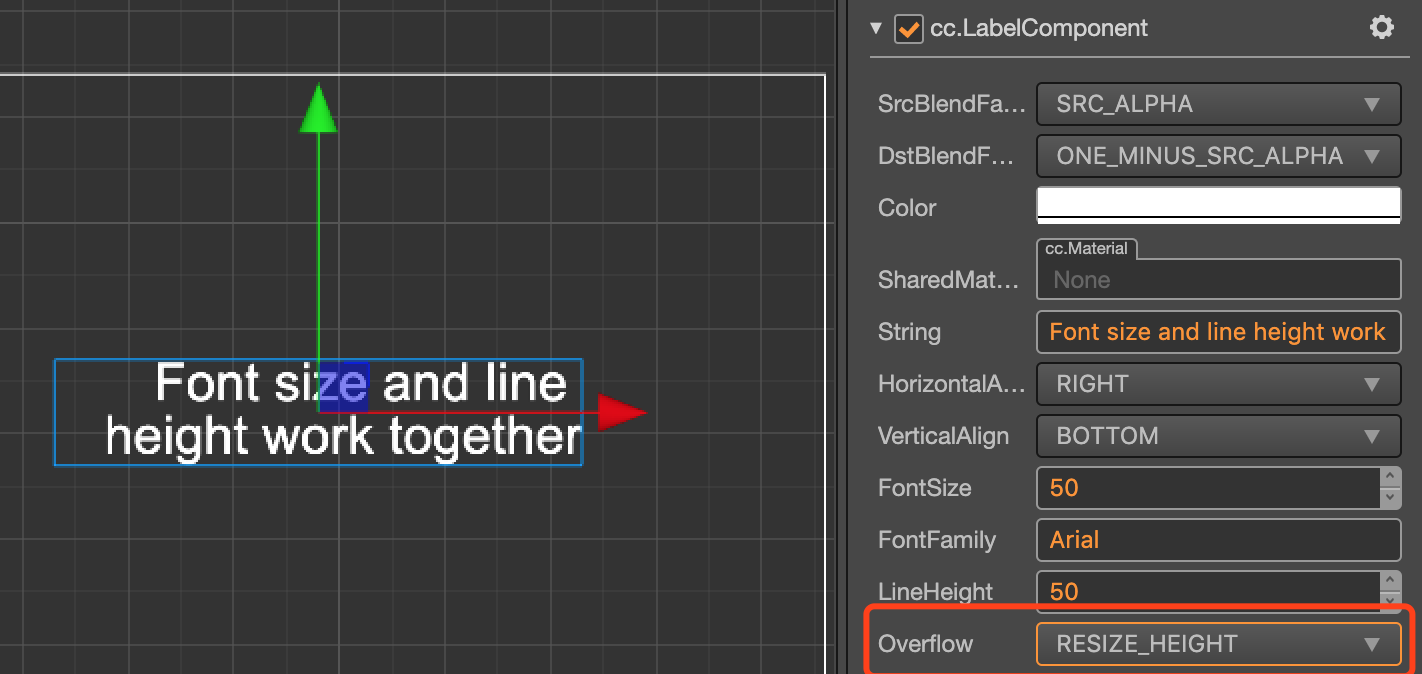 cc.LabelComponent
SrcBlendFa... SRC_ALPHA
DstBlendF... ONE_MINUS_SRC_ALPHA
Color
cc.Material
SharedMat... None
String Font size and line height work
HorizontalA... RIGHT
VerticalAlign BOTTOM
FontSize 50
FontFamily Arial
LineHeight 50
Overflow RESIZE_HEIGHT
Font size and line
height work together